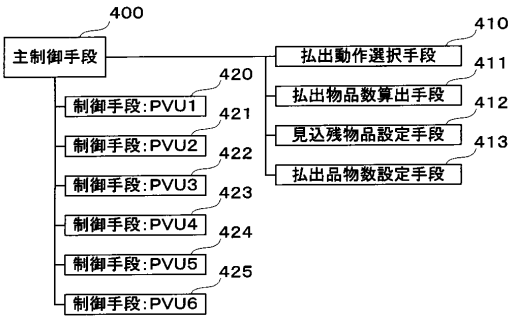 400
主制御手段
410
払出動作選択手段
411
払出物品数算出手段
412
見込残物品設定手段
413
払出品物数設定手段
420
制御手段:PVU1
421
制御手段:PVU2
422
制御手段:PVU3
423
制御手段:PVU4
424
制御手段:PVU5
425
制御手段:PVU6